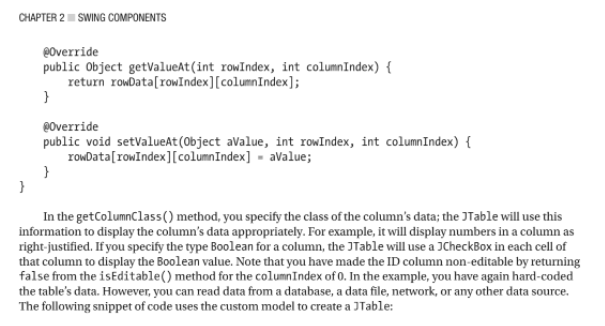 CHAPTER 2 ■ SWING COMPONENTS
@Override
public Object getValueAt(int rowIndex, int columnIndex) {
return rowData[rowIndex][columnIndex];
}
@Override
public void setValueAt(Object aValue, int rowIndex, int columnIndex) {
rowData[rowIndex][columnIndex] = aValue;
}
}
In the getColumnClass() method, you specify the class of the column's data; the JTable will use this
information to display the column's data appropriately. For example, it will display numbers in a column as
right-justified. If you specify the type Boolean for a column, the JTable will use a JCheckBox in each cell of
that column to display the Boolean value. Note that you have made the ID column non-editable by returning
false from the isEditable() method for the columnIndex of 0. In the example, you have again hard-coded
the table's data. However, you can read data from a database, a data file, network, or any other data source.
The following snippet of code uses the custom model to create a JTable: